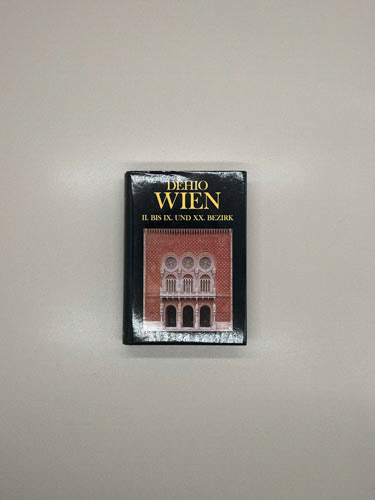 DEHIO
WIEN
II. BIS IX. UND XX. BEZIRK